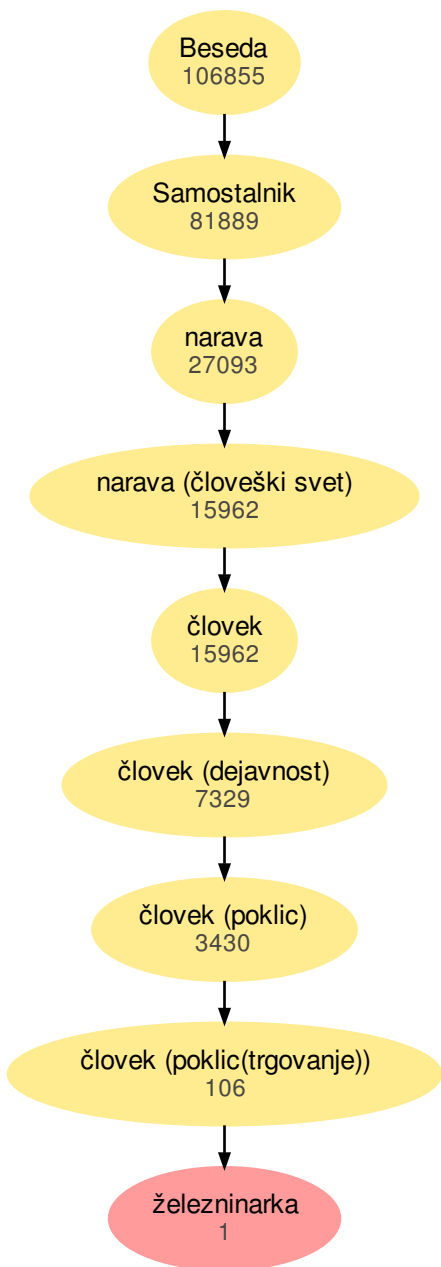 Beseda
106855
Samostalnik
81889
narava
27093
narava (človeški svet)
15962
človek
15962
človek (dejavnost)
7329
človek (poklic)
3430
človek (poklic(trgovanje))
106
železninarka
1